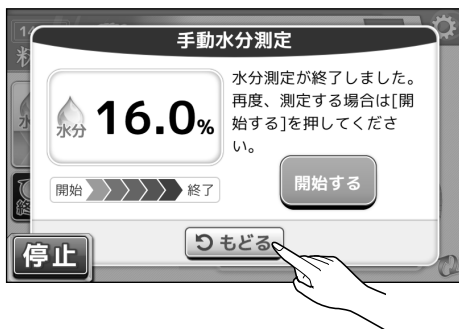 手動水分測定
水分 16.0%
水分測定が終了しました。
再度、測定する場合は[開
始する]を押してくださ
い。
開始 終了
開始する
もどる
停止